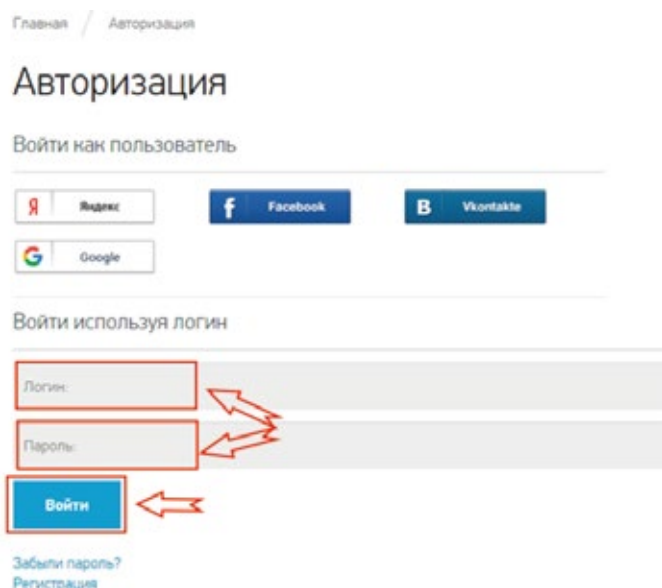 Главная / Авторизация
Авторизация
Войти как пользователь
Я Яндекс
f Facebook
B Vkontakte
G Google
Войти используя логин
Логин:
Пароль:
Войти
Забыли пароль?
Регистрация